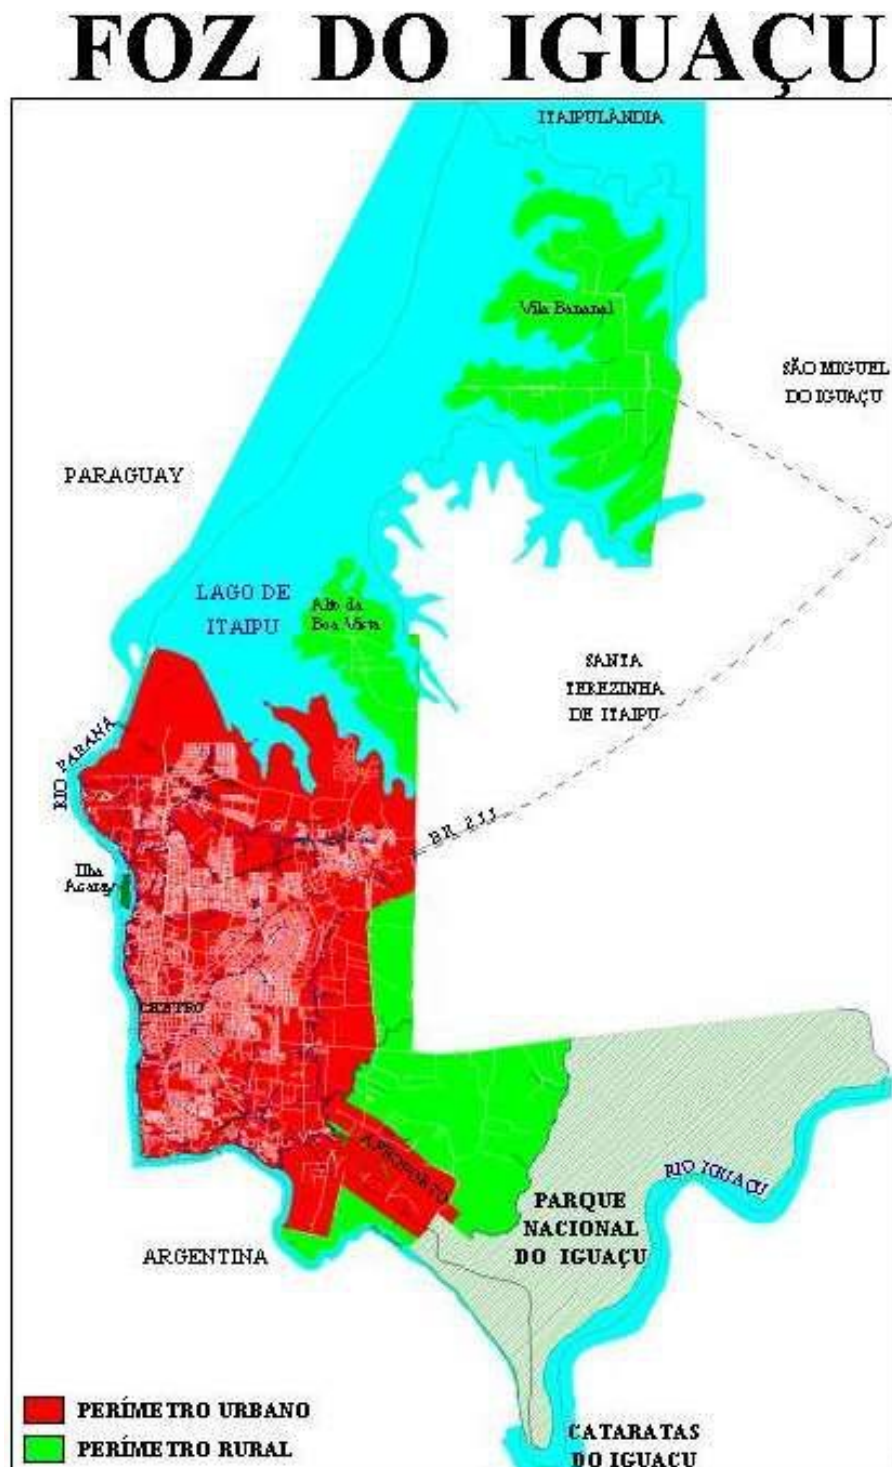 FOZ DO IGUAÇU
ITAIPULÂNDIA
Vila Bananal
SÃO MIGUEL
DO IGUAÇU
PARAGUAY
LAGO DE
ITAIPU
Alto da
Boa Vista
SANTA
TEREZINHA
DE ITAIPU
RIO PARANA
BR 277
Ilha
Acaray
CENTRO
AEROPORTO
RIO IGUAÇU
PARQUE
NACIONAL
DO IGUAÇU
ARGENTINA
PERÍMETRO URBANO
PERÍMETRO RURAL
CATARATAS
DO IGUAÇU